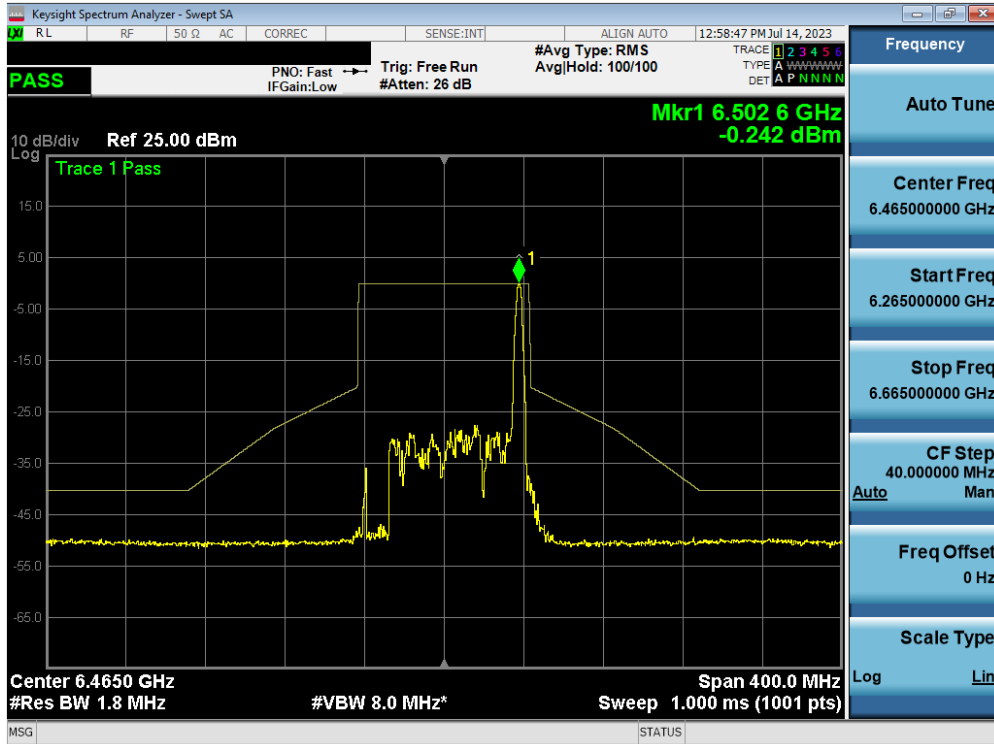 Keysight Spectrum Analyzer - Swept SA
LXI RL RF 50 Ω AC CORREC SENSE:INT ALIGN AUTO 12:58:47 PM Jul 14, 2023
PASS
PNO: Fast
IFGain:Low
Trig: Free Run
#Atten: 26 dB
#Avg Type: RMS
Avg|Hold: 100/100
TRACE 1 2 3 4 5 6
TYPE A WWWWW
DET A P N N N N
Mkr1 6.502 6 GHz
-0.242 dBm
10 dB/div Ref 25.00 dBm
Log
Trace 1 Pass
15.0
5.00
-5.00
-15.0
-25.0
-35.0
-45.0
-55.0
-65.0
1
Center 6.4650 GHz Span 400.0 MHz
#Res BW 1.8 MHz #VBW 8.0 MHz* Sweep 1.000 ms (1001 pts)
MSG STATUS
Frequency
Auto Tune
Center Freq
6.465000000 GHz
Start Freq
6.265000000 GHz
Stop Freq
6.665000000 GHz
CF Step
40.000000 MHz
Auto Man
Freq Offset
0 Hz
Scale Type
Log Lin